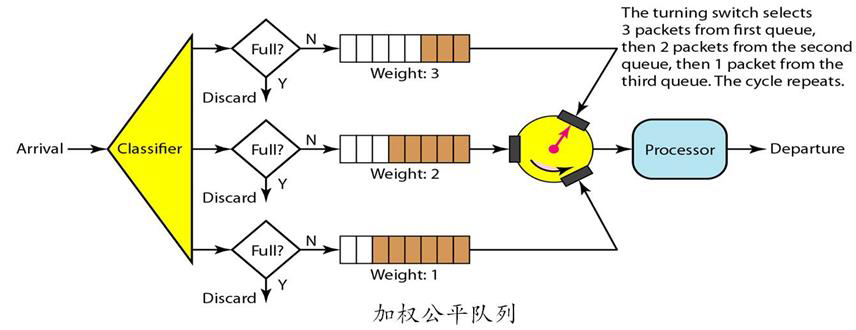 The turning switch selects
3 packets from first queue,
then 2 packets from the second
queue, then 1 packet from the
third queue. The cycle repeats.
Full?
N
Weight: 3
Y
Discard
Arrival
Classifier
Full?
N
Weight: 2
Y
Discard
Processor
Departure
Full?
N
Weight: 1
Y
Discard
加权公平队列